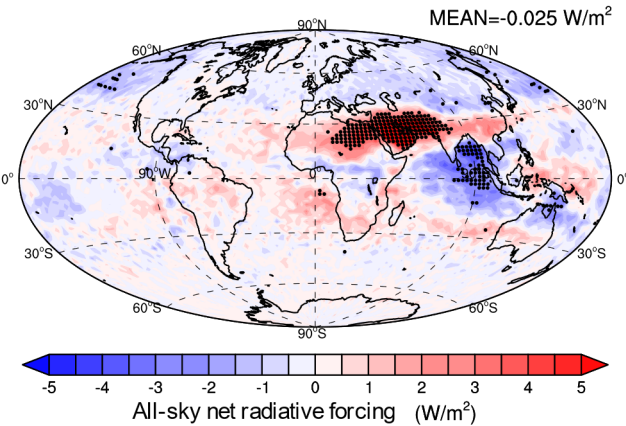 MEAN=-0.025 W/m²
90°N
60°N 60°N
30°N 30°N
0° 90°W 0° 0°
30°S 30°S
60°S 60°S
90°S
-5 -4 -3 -2 -1 0 1 2 3 4 5
All-sky net radiative forcing (W/m²)